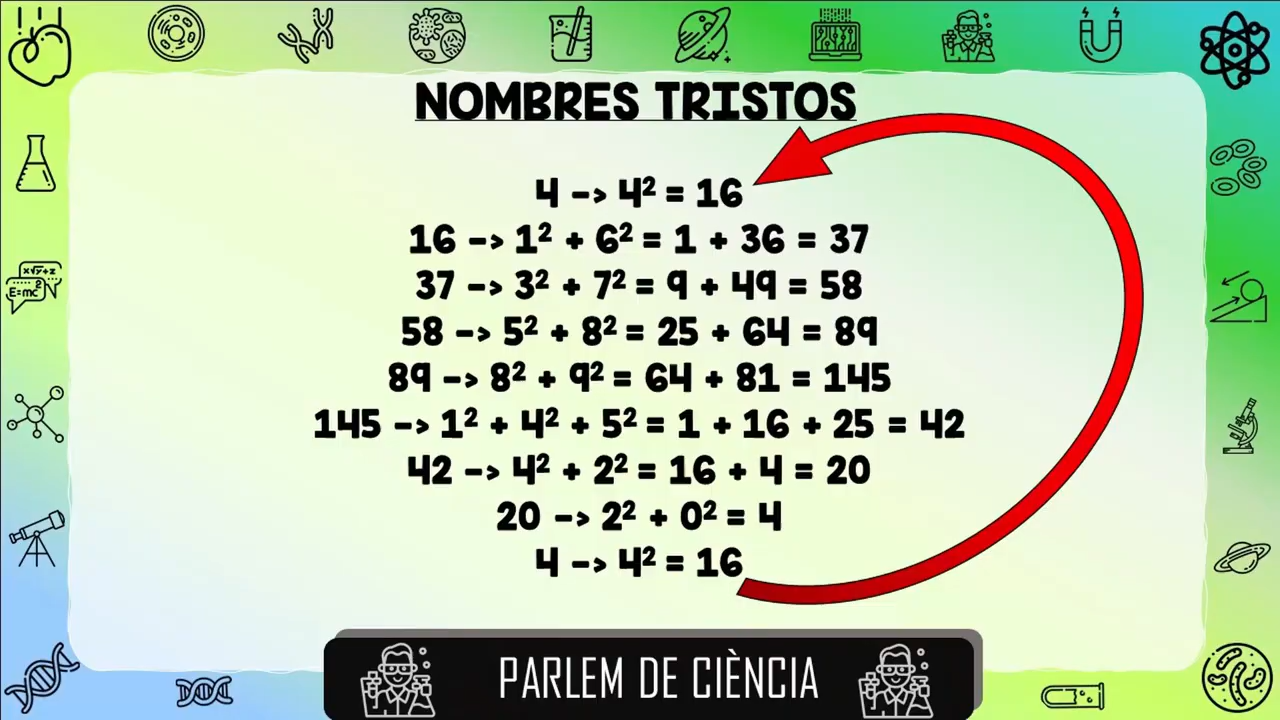 NOMBRES TRISTOS
4 -> 4² = 16
16 -> 1² + 6² = 1 + 36 = 37
37 -> 3² + 7² = 9 + 49 = 58
58 -> 5² + 8² = 25 + 64 = 89
89 -> 8² + 9² = 64 + 81 = 145
145 -> 1² + 4² + 5² = 1 + 16 + 25 = 42
42 -> 4² + 2² = 16 + 4 = 20
20 -> 2² + 0² = 4
4 -> 4² = 16
x√y+z
E=mc²
PARLEM DE CIÈNCIA